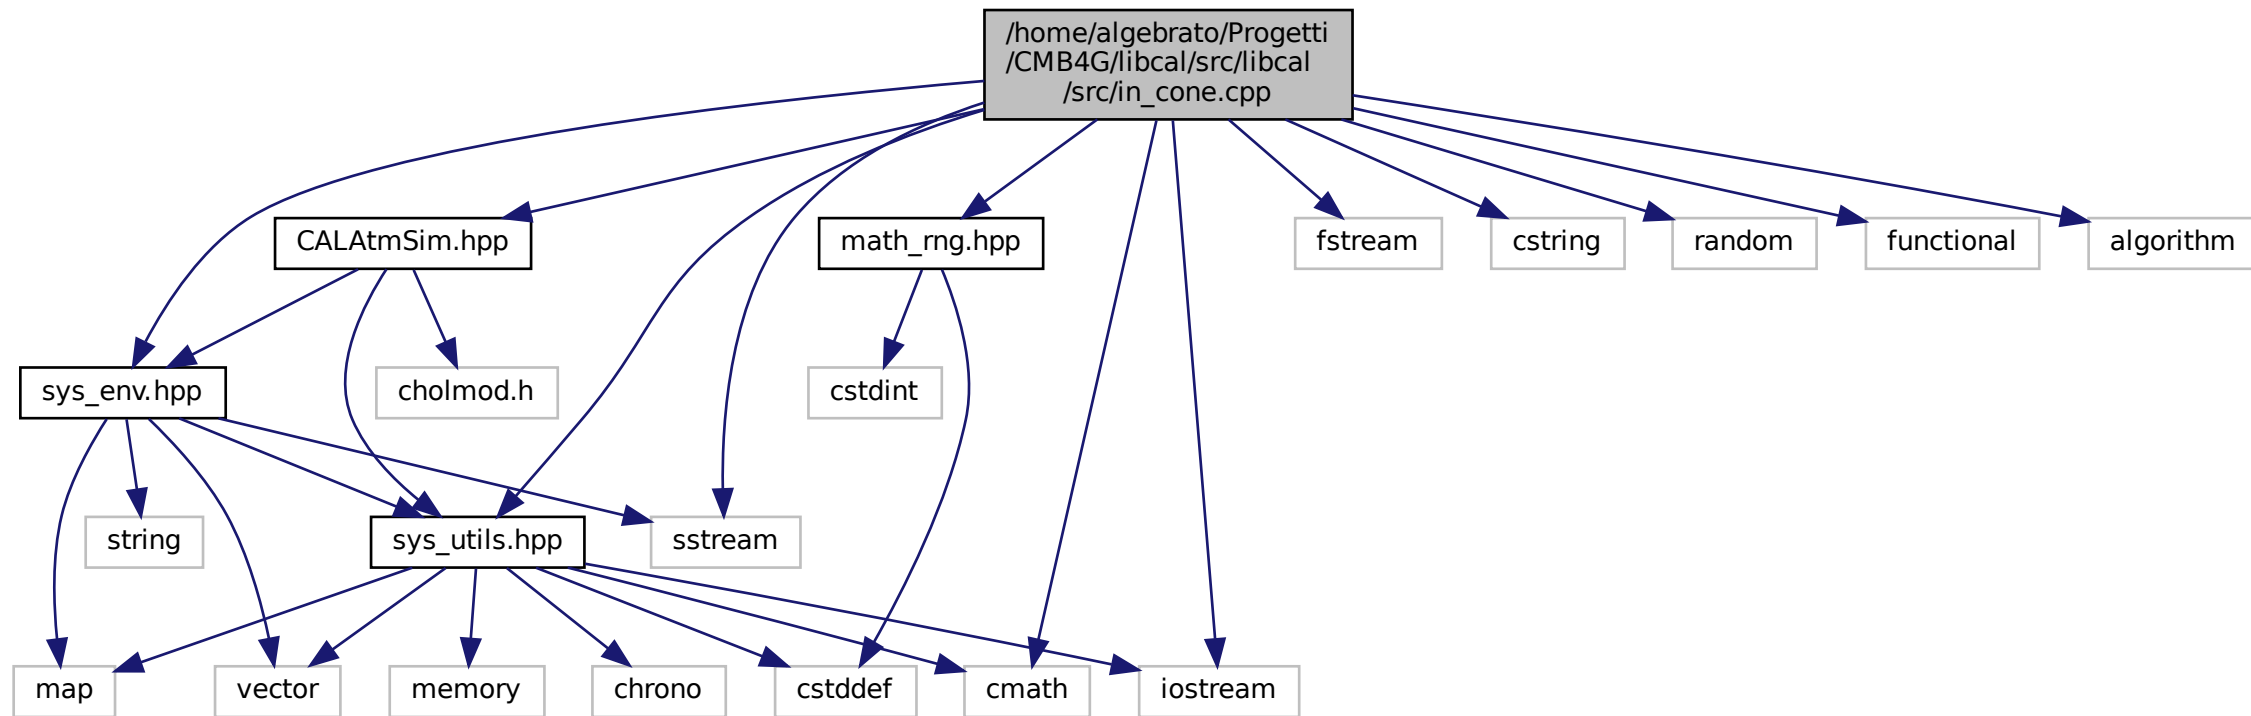 /home/algebrato/Progetti
/CMB4G/libcal/src/libcal
/src/in_cone.cpp
CALAtmSim.hpp
math_rng.hpp
fstream
cstring
random
functional
algorithm
sys_env.hpp
cholmod.h
cstdint
string
sys_utils.hpp
sstream
map
vector
memory
chrono
cstddef
cmath
iostream